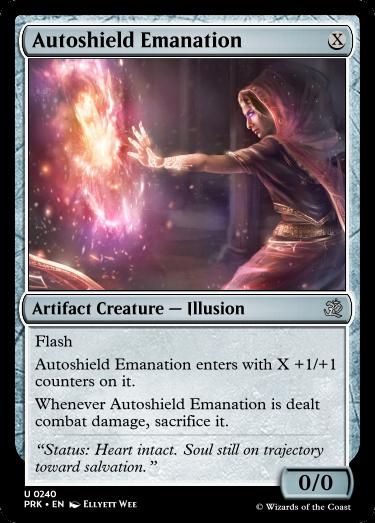 Autoshield Emanation X
Artifact Creature — Illusion
Flash
Autoshield Emanation enters with X +1/+1
counters on it.
Whenever Autoshield Emanation is dealt
combat damage, sacrifice it.
“Status: Heart intact. Soul still on trajectory
toward salvation.”
0/0
U 0240
PRK • EN Ellyett Wee
© Wizards of the Coast